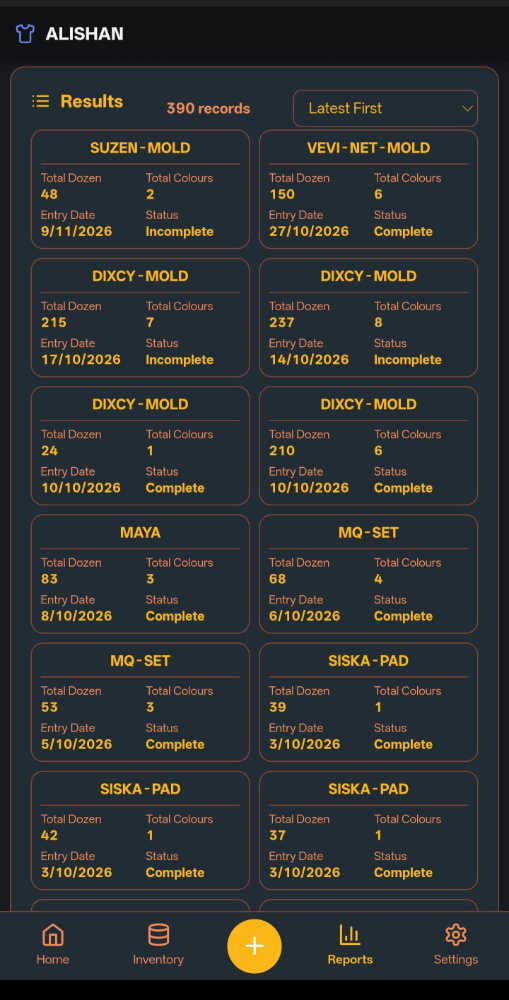 ALISHAN
Results
390 records
Latest First
SUZEN-MOLD
Total Dozen Total Colours
48 2
Entry Date Status
9/11/2026 Incomplete
VEVI-NET-MOLD
Total Dozen Total Colours
150 6
Entry Date Status
27/10/2026 Complete
DIXCY-MOLD
Total Dozen Total Colours
215 7
Entry Date Status
17/10/2026 Incomplete
DIXCY-MOLD
Total Dozen Total Colours
237 8
Entry Date Status
14/10/2026 Incomplete
DIXCY-MOLD
Total Dozen Total Colours
24 1
Entry Date Status
10/10/2026 Complete
DIXCY-MOLD
Total Dozen Total Colours
210 6
Entry Date Status
10/10/2026 Complete
MAYA
Total Dozen Total Colours
83 3
Entry Date Status
8/10/2026 Complete
MQ-SET
Total Dozen Total Colours
68 4
Entry Date Status
6/10/2026 Complete
MQ-SET
Total Dozen Total Colours
53 3
Entry Date Status
5/10/2026 Complete
SISKA-PAD
Total Dozen Total Colours
39 1
Entry Date Status
3/10/2026 Complete
SISKA-PAD
Total Dozen Total Colours
42 1
Entry Date Status
3/10/2026 Complete
SISKA-PAD
Total Dozen Total Colours
37 1
Entry Date Status
3/10/2026 Complete
Home Inventory Reports Settings